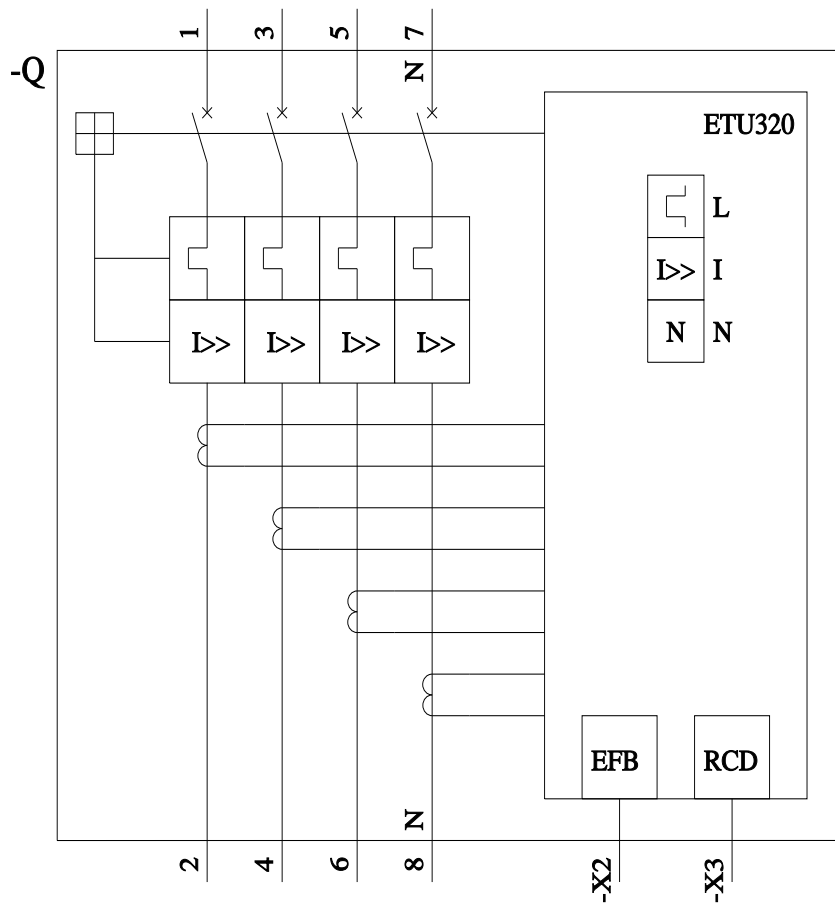 1 3 5 7
-Q
N
ETU320
L
I>> I
N N
I>> I>> I>> I>>
EFB RCD
N
2 4 6 8 -X2 -X3